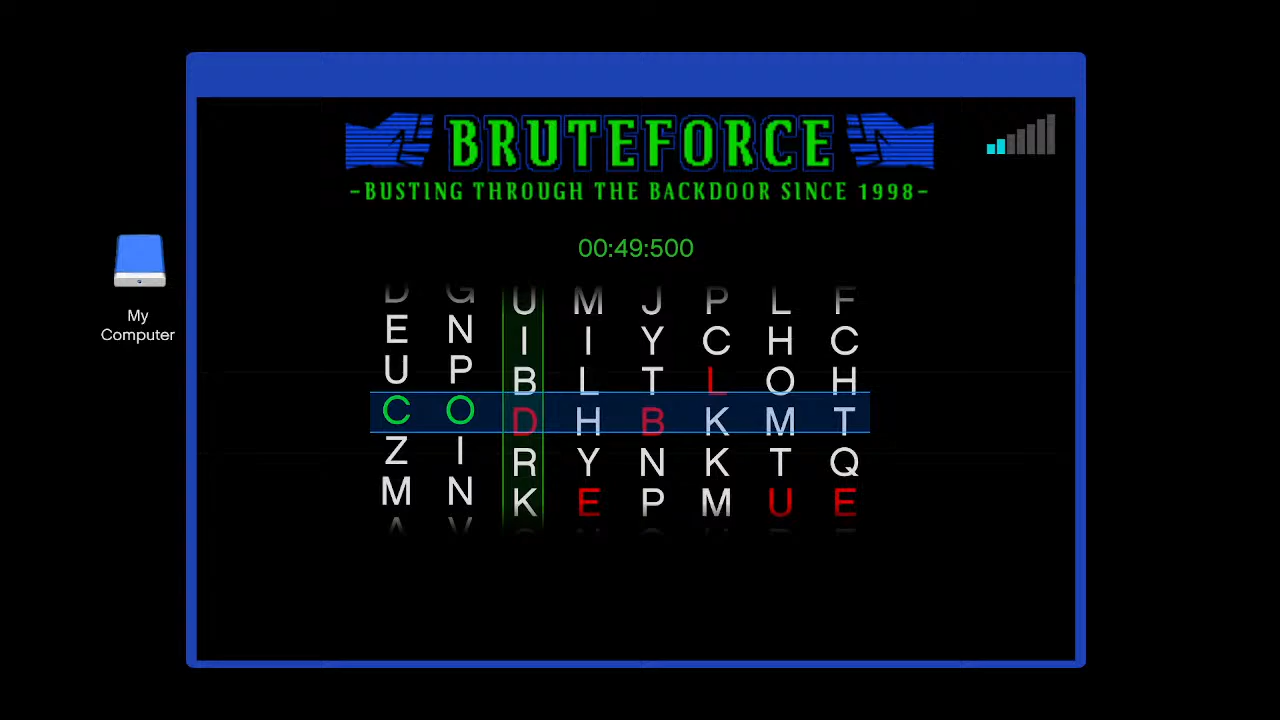 BRUTEFORCE
-BUSTING THROUGH THE BACKDOOR SINCE 1998-
00:49:500
My
Computer
D G U M J P L F
E N I I Y C H C
U P B L T L O H
C O D H B K M T
Z I R Y N K T Q
M N K E P M U E